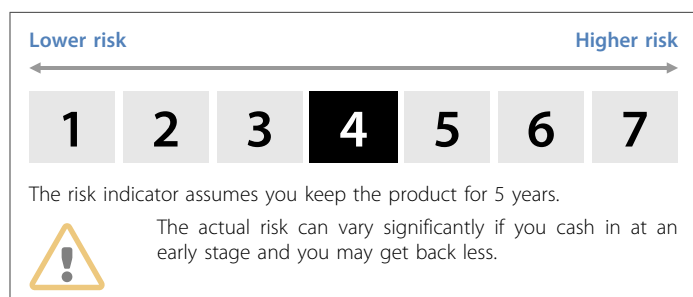 Lower risk Higher risk
1 2 3 4 5 6 7
The risk indicator assumes you keep the product for 5 years.
The actual risk can vary significantly if you cash in at an
early stage and you may get back less.